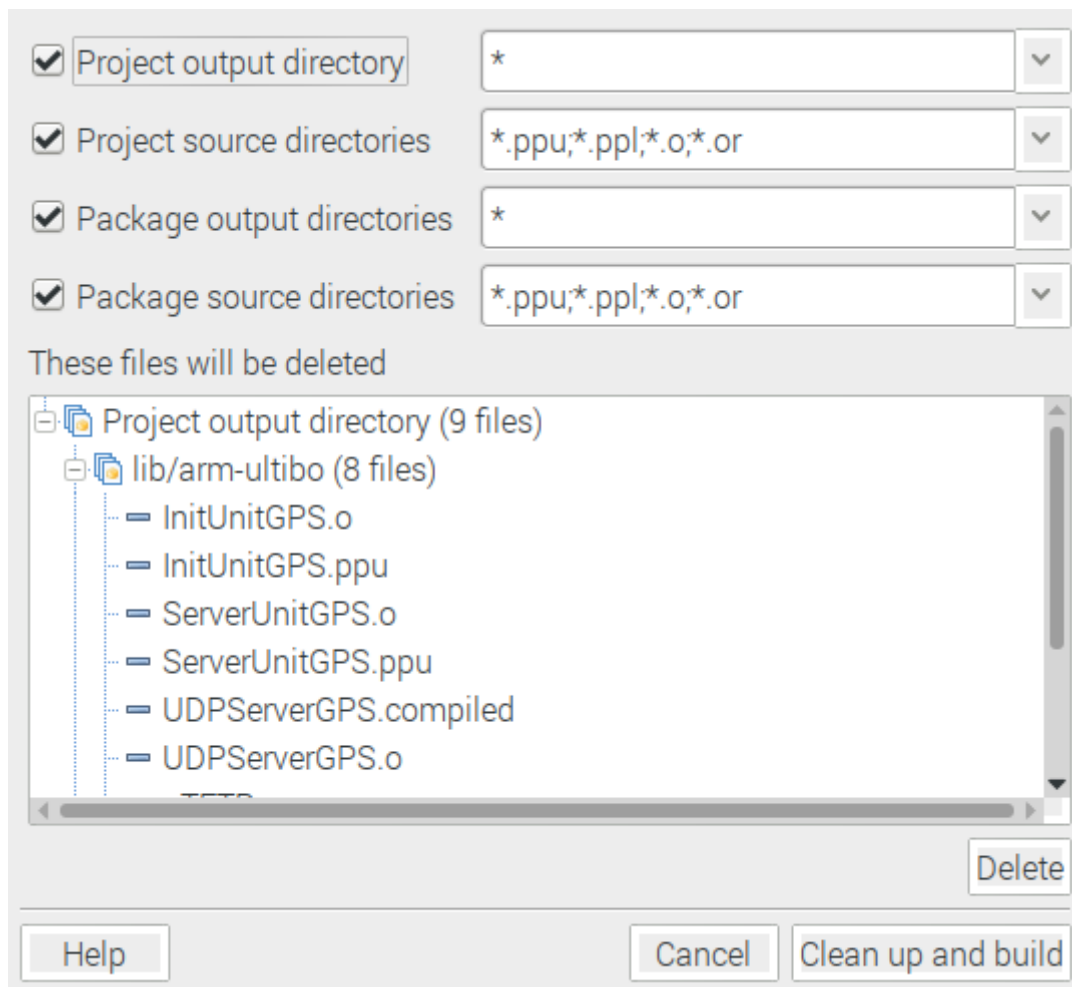 Project output directory *
Project source directories *.ppu;*.ppl;*.o;*.or
Package output directories *
Package source directories *.ppu;*.ppl;*.o;*.or
These files will be deleted
Project output directory (9 files)
lib/arm-ultibo (8 files)
InitUnitGPS.o
InitUnitGPS.ppu
ServerUnitGPS.o
ServerUnitGPS.ppu
UDPServerGPS.compiled
UDPServerGPS.o
Delete
Help Cancel Clean up and build